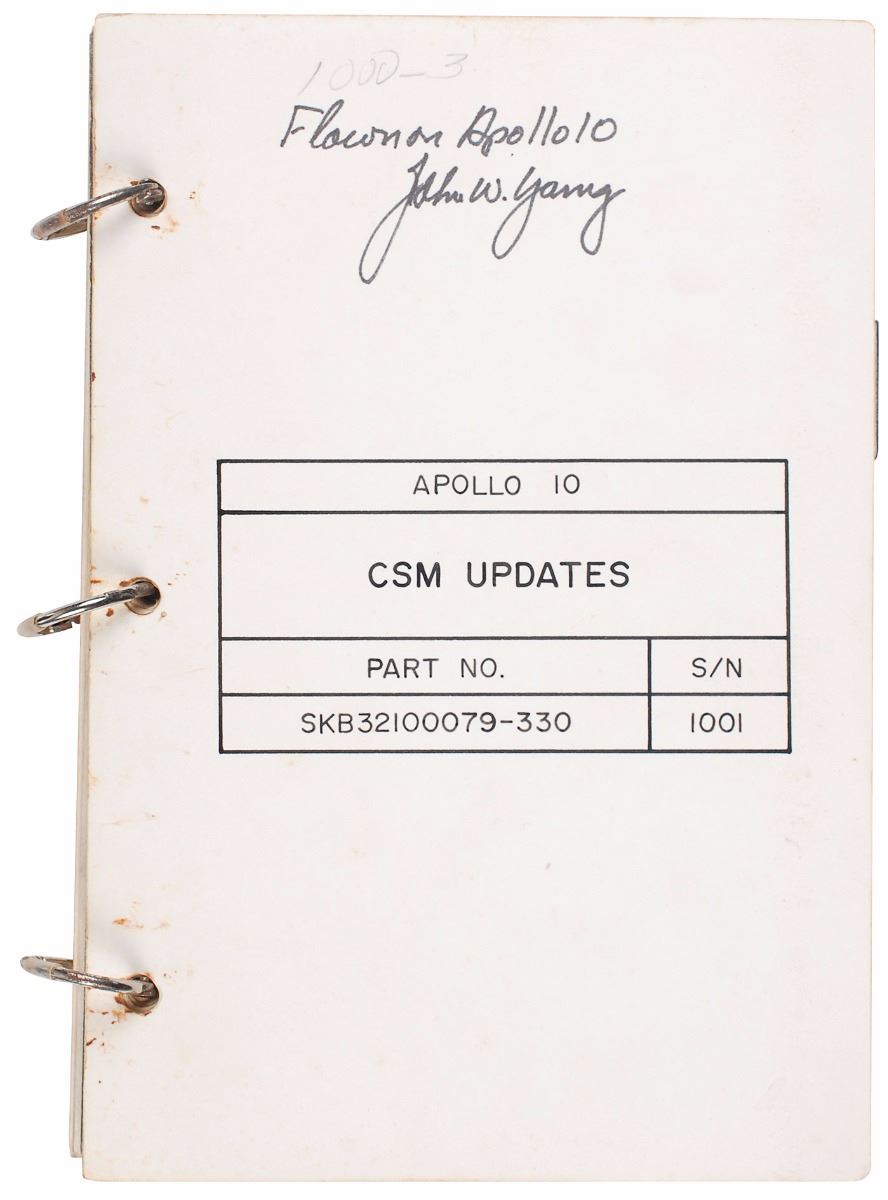 1000-3
Flown on Apollo 10
John W. Young
APOLLO 10
CSM UPDATES
PART NO. S/N
SKB32100079-330 1001